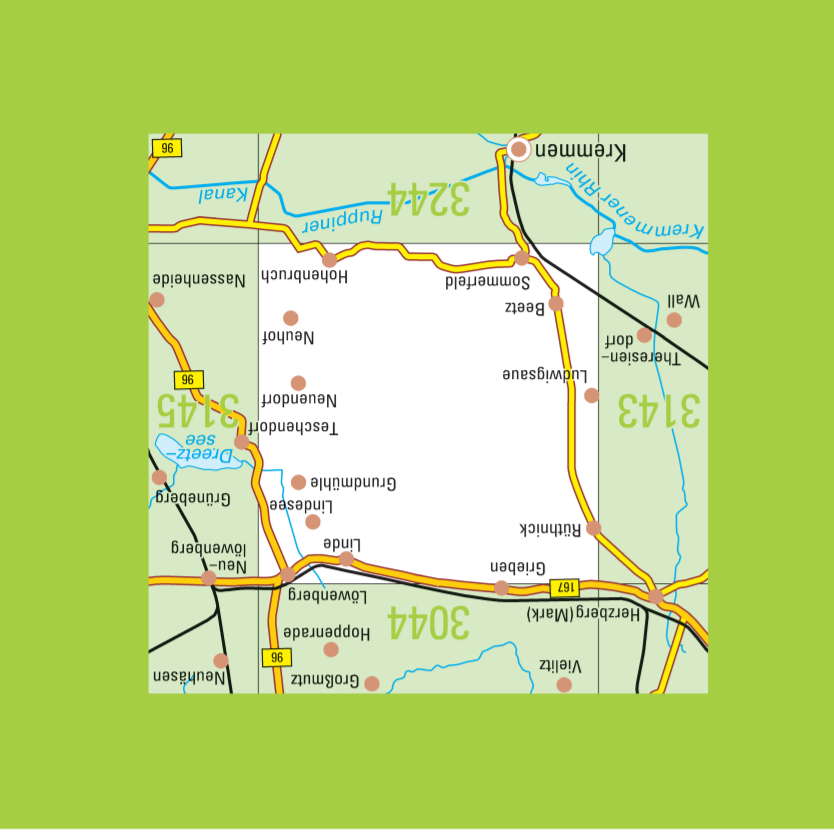 Vielitz
Großmutz
Neuhäsen
96
Hoppenrade
3044
Herzberg(Mark)
Löwenberg
167
Grieben
Neu-
löwenberg
Linde
Rüthnick
Lindesee
Grüneberg
Grundmühle
Dreetz-
see
Teschendorf
3143
3145
Neuendorf
96
Ludwigsaue
Theresien-
dorf
Neuhof
Beetz
Wall
Sommerfeld
Hohenbruch
Nassenheide
Kremmener Rhin
Ruppiner
Kanal
3244
Kremmen
96